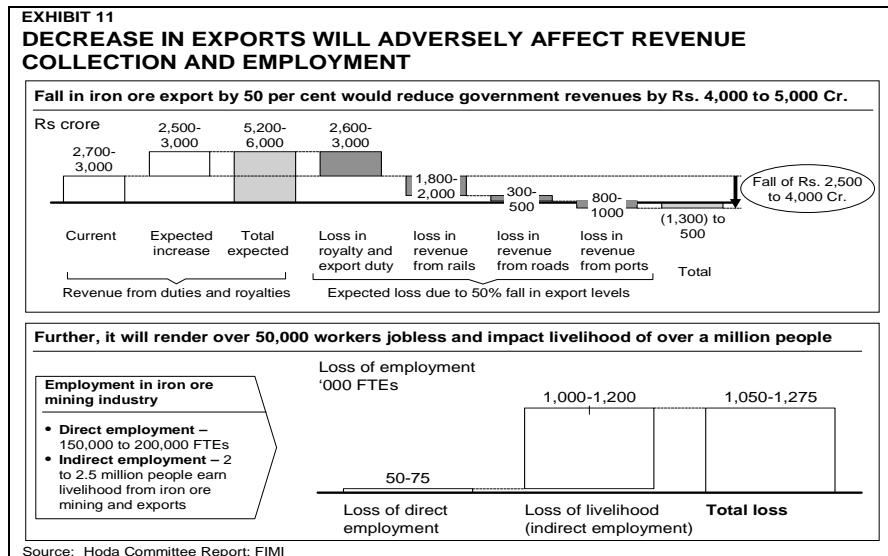 EXHIBIT 11
DECREASE IN EXPORTS WILL ADVERSELY AFFECT REVENUE
COLLECTION AND EMPLOYMENT
Fall in iron ore export by 50 per cent would reduce government revenues by Rs. 4,000 to 5,000 Cr.
Rs crore
2,700-
3,000
2,500-
3,000
5,200-
6,000
2,600-
3,000
1,800-
2,000
300-
500
800-
1000
(1,300) to
500
Fall of Rs. 2,500
to 4,000 Cr.
Current
Expected
increase
Total
expected
Loss in
royalty and
export duty
loss in
revenue
from rails
loss in
revenue
from roads
loss in
revenue
from ports
Total
Revenue from duties and royalties
Expected loss due to 50% fall in export levels
Further, it will render over 50,000 workers jobless and impact livelihood of over a million people
Employment in iron ore
mining industry
• Direct employment –
150,000 to 200,000 FTEs
• Indirect employment – 2
to 2.5 million people earn
livelihood from iron ore
mining and exports
Loss of employment
‘000 FTEs
50-75
1,000-1,200
1,050-1,275
Loss of direct
employment
Loss of livelihood
(indirect employment)
Total loss
Source: Hoda Committee Report; FIMI